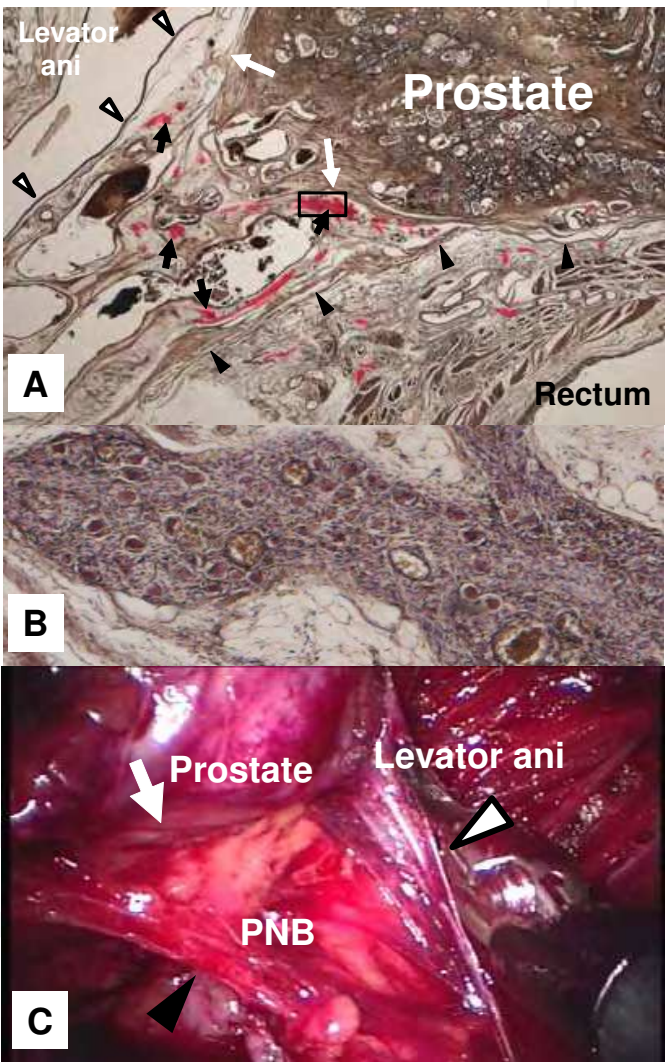 Levator
ani
Prostate
Rectum
A
B
Prostate
Levator ani
PNB
C